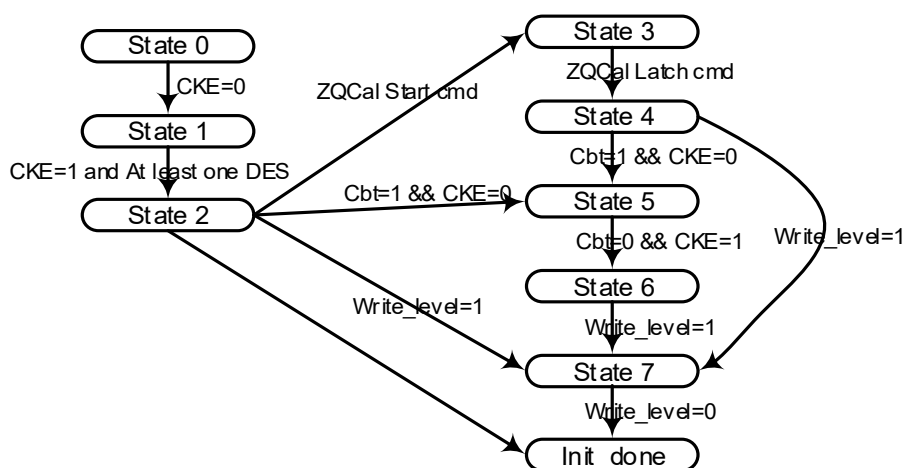 State 0
CKE=0
State 1
CKE=1 and At least one DES
State 2
ZQCal Start cmd
Cbt=1 && CKE=0
Write_level=1
State 3
ZQCal Latch cmd
State 4
Cbt=1 && CKE=0
State 5
Cbt=0 && CKE=1
State 6
Write_level=1
State 7
Write_level=0
Init done
Write_level=1